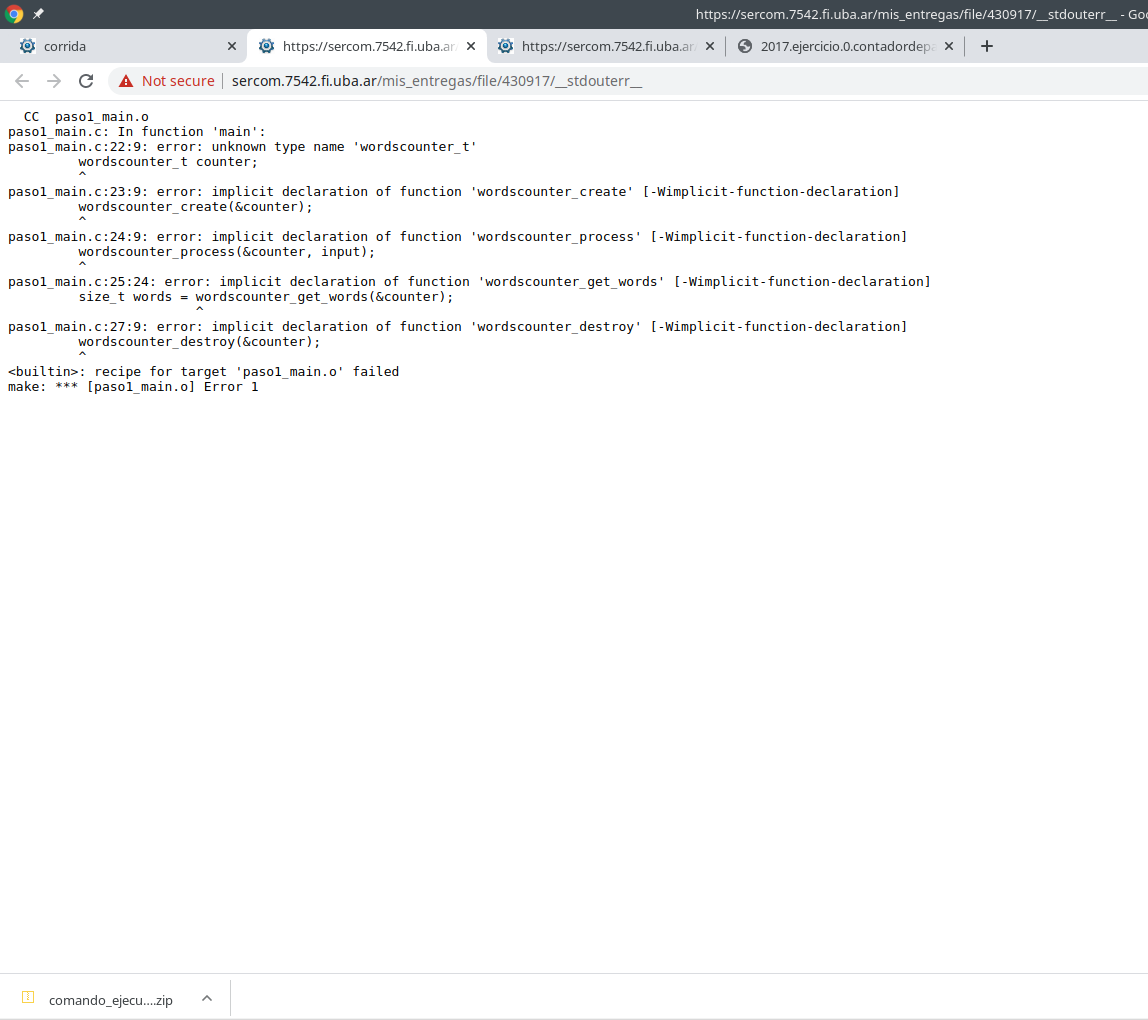 https://sercom.7542.fi.uba.ar/mis_entregas/file/430917/__stdouterr__ - Goo
corrida
https://sercom.7542.fi.uba.ar/
https://sercom.7542.fi.uba.ar/
2017.ejercicio.0.contadordepa
Not secure
sercom.7542.fi.uba.ar/mis_entregas/file/430917/__stdouterr__
CC  paso1_main.o
paso1_main.c: In function 'main':
paso1_main.c:22:9: error: unknown type name 'wordscounter_t'
wordscounter_t counter;
^
paso1_main.c:23:9: error: implicit declaration of function 'wordscounter_create' [-Wimplicit-function-declaration]
wordscounter_create(&counter);
^
paso1_main.c:24:9: error: implicit declaration of function 'wordscounter_process' [-Wimplicit-function-declaration]
wordscounter_process(&counter, input);
^
paso1_main.c:25:24: error: implicit declaration of function 'wordscounter_get_words' [-Wimplicit-function-declaration]
size_t words = wordscounter_get_words(&counter);
^
paso1_main.c:27:9: error: implicit declaration of function 'wordscounter_destroy' [-Wimplicit-function-declaration]
wordscounter_destroy(&counter);
^
<builtin>: recipe for target 'paso1_main.o' failed
make: *** [paso1_main.o] Error 1
comando_ejecu....zip